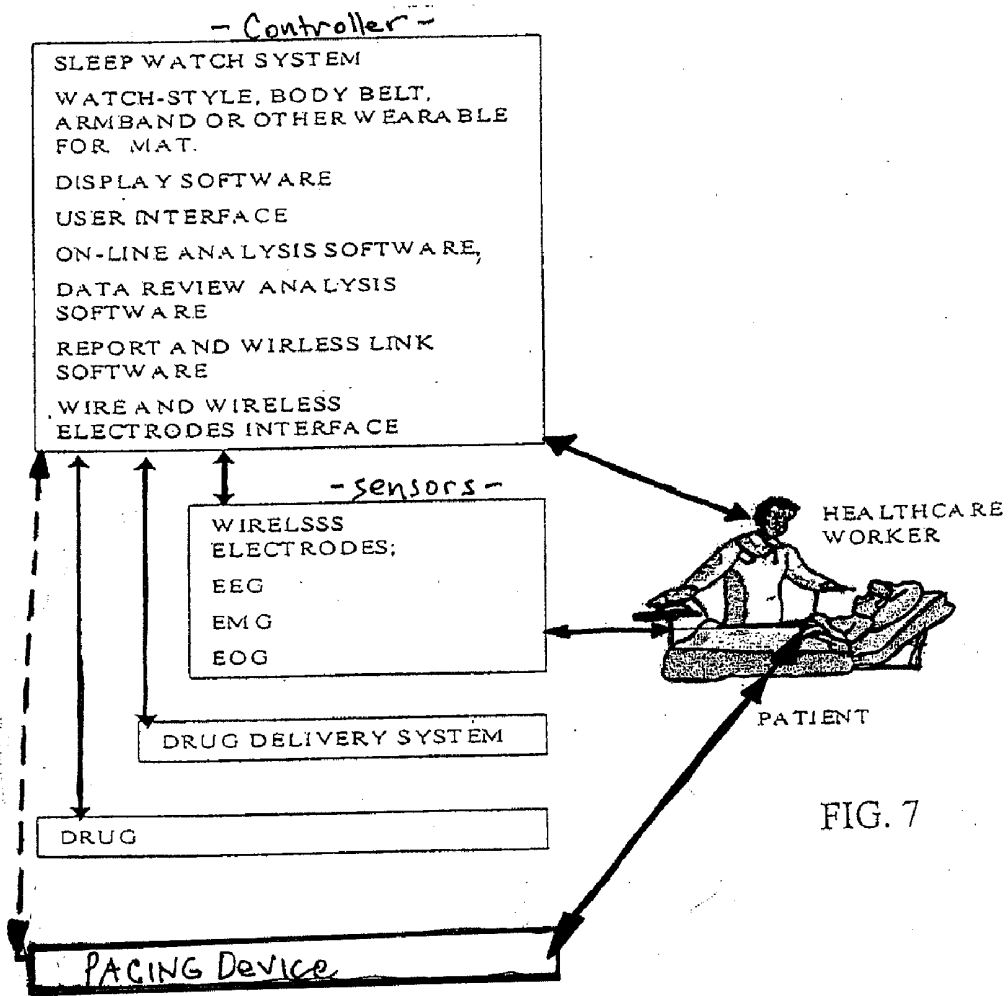 - Controller -
SLEEP WATCH SYSTEM
WATCH-STYLE, BODY BELT,
ARMBAND OR OTHER WEARABLE
FOR MAT.
DISPLAY SOFTWARE
USER INTERFACE
ON-LINE ANALYSIS SOFTWARE,
DATA REVIEW ANALYSIS
SOFTWARE
REPORT AND WIRLESS LINK
SOFTWARE
WIRE AND WIRELESS
ELECTRODES INTERFACE
- sensors -
WIRELSSS
ELECTRODES;
EEG
EMG
EOG
HEALTHCARE
WORKER
PATIENT
DRUG DELIVERY SYSTEM
DRUG
FIG. 7
PACING Device